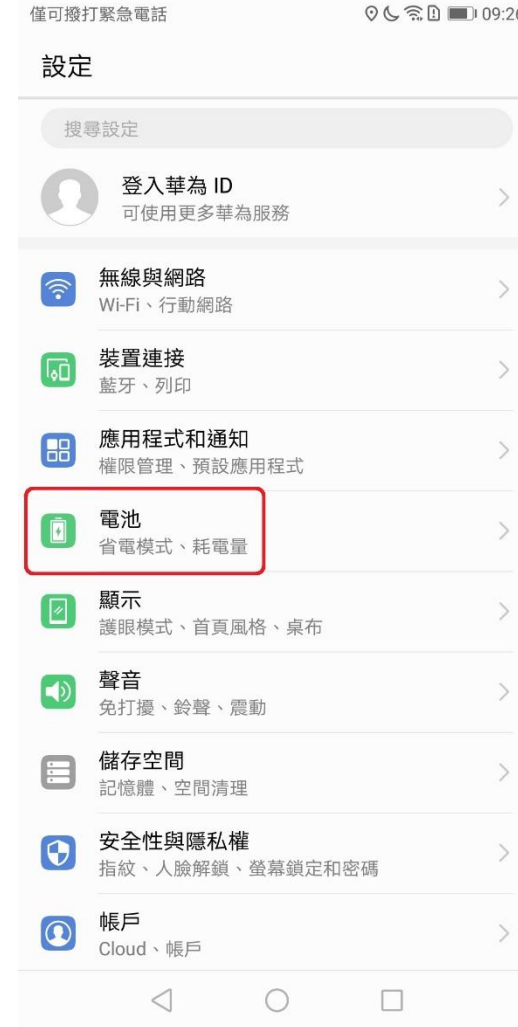 僅可撥打緊急電話 09:26
設定
搜尋設定
登入華為 ID
可使用更多華為服務
無線與網路
Wi-Fi、行動網路
裝置連接
藍牙、列印
應用程式和通知
權限管理、預設應用程式
電池
省電模式、耗電量
顯示
護眼模式、首頁風格、桌布
聲音
免打擾、鈴聲、震動
儲存空間
記憶體、空間清理
安全性與隱私權
指紋、人臉解鎖、螢幕鎖定和密碼
帳戶
Cloud、帳戶